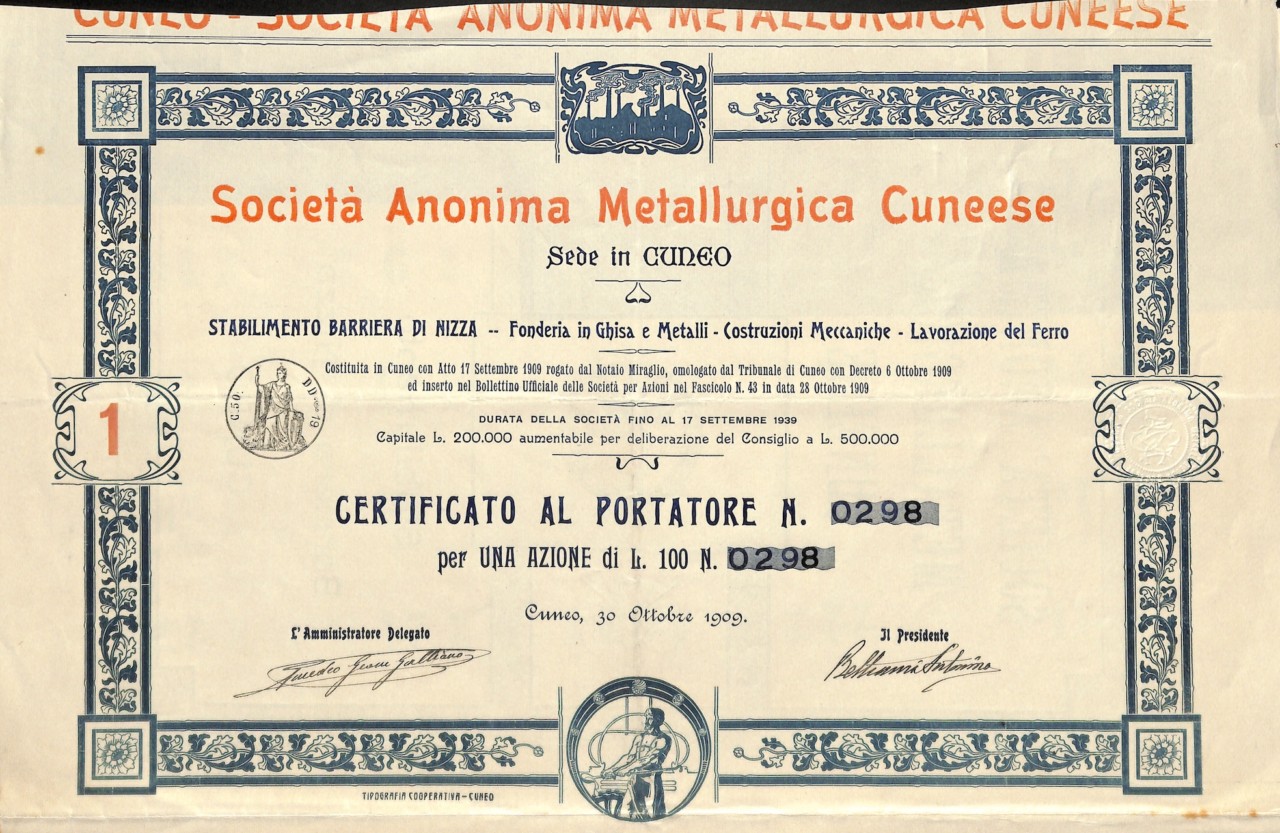 CUNEO - SOCIETÀ ANONIMA METALLURGICA CUNEESE
Società Anonima Metallurgica Cuneese
Sede in CUNEO
STABILIMENTO BARRIERA DI NIZZA -- Fonderia in Ghisa e Metalli - Costruzioni Meccaniche - Lavorazione del Ferro
Costituita in Cuneo con Atto 17 Settembre 1909 rogato dal Notaio Miraglio, omologato dal Tribunale di Cuneo con Decreto 6 Ottobre 1909
ed inserto nel Bollettino Ufficiale delle Società per Azioni nel Fascicolo N. 43 in data 28 Ottobre 1909
C. 50.
DD 19
1
DURATA DELLA SOCIETÀ FINO AL 17 SETTEMBRE 1939
Capitale L. 200.000 aumentabile per deliberazione del Consiglio a L. 500.000
CERTIFICATO AL PORTATORE N. 0298
per UNA AZIONE di L. 100 N. 0298
Cuneo, 30 Ottobre 1909.
L'Amministratore Delegato
Il Presidente
Beltrami Antonino
TIPOGRAFIA COOPERATIVA - CUNEO